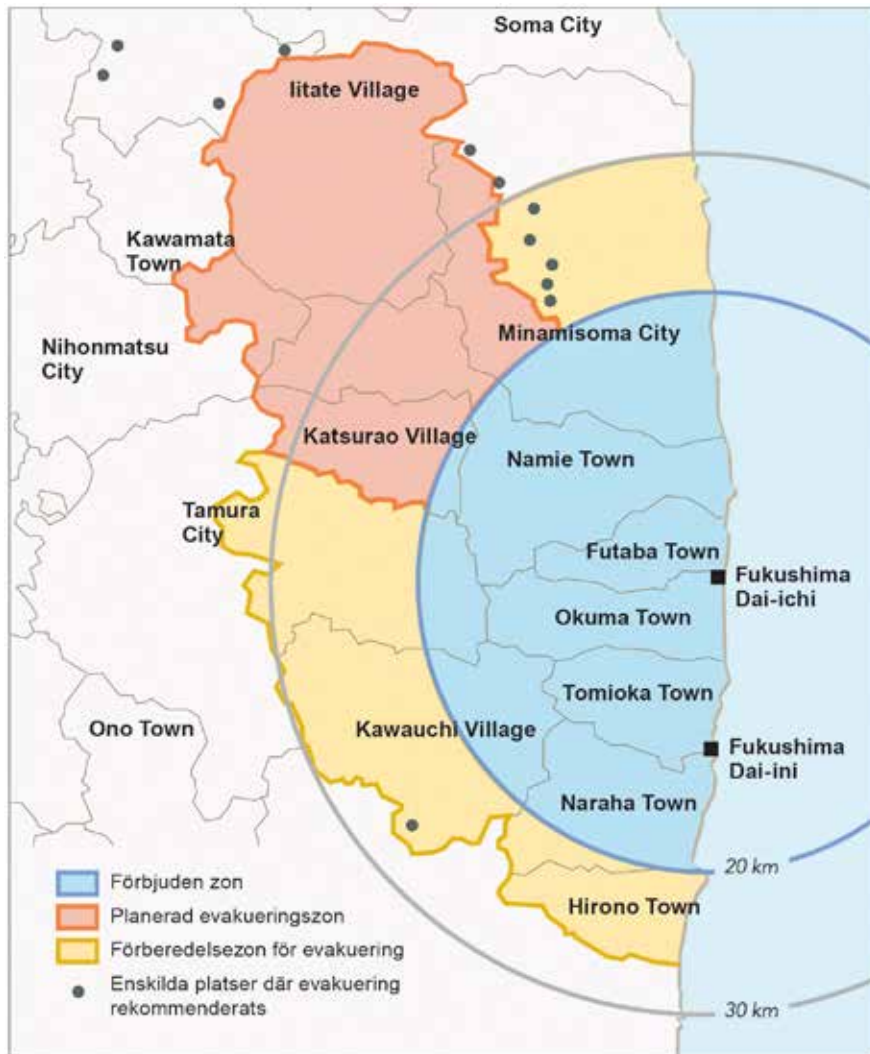 Soma City
Iitate Village
Kawamata
Town
Minamisoma City
Nihonmatsu
City
Katsurao Village
Namie Town
Tamura
City
Futaba Town
Fukushima
Dai-ichi
Okuma Town
Tomioka Town
Ono Town
Kawauchi Village
Fukushima
Dai-ini
Naraha Town
20 km
Förbjuden zon
Planerad evakueringszon
Hirono Town
Förberedelsezon för evakuering
Enskilda platser där evakuering
rekommenderats
30 km